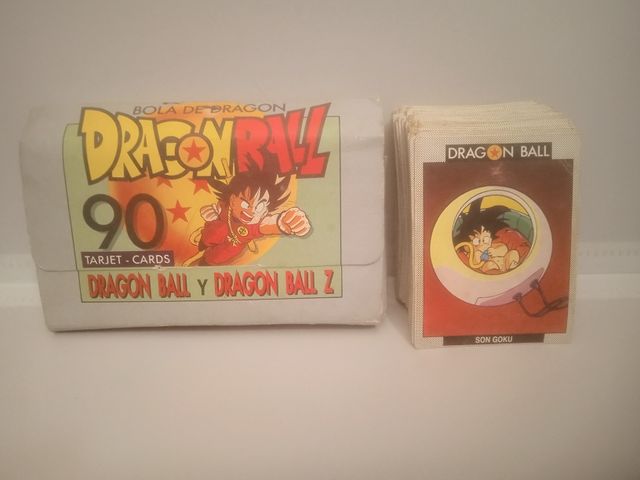 BOLA DE DRAGON
DRAGON BALL
90
TARJET - CARDS
DRAGON BALL Y DRAGON BALL Z
DRAGON BALL
SON GOKU